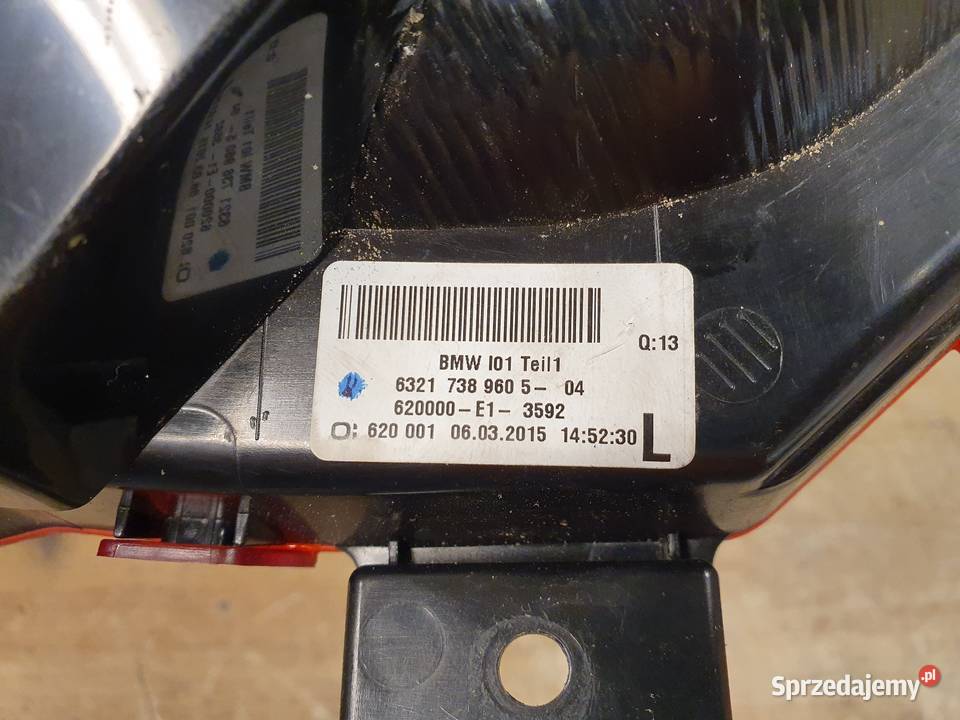 Q:13
BMW I01 Teil1
6321 738 960 5- 04
620000-E1- 3592
620 001 06.03.2015 14:52:30
L
Sprzedajemy.pl